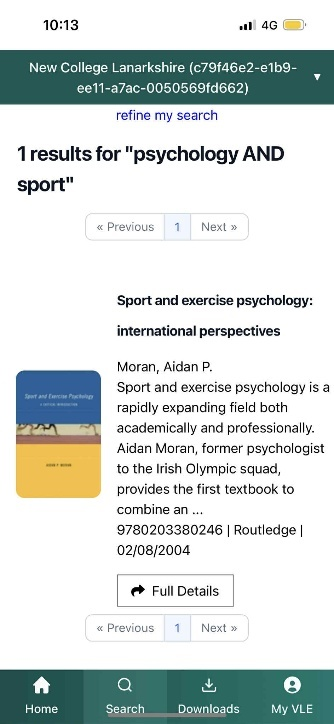 10:13
4G
New College Lanarkshire (c79f46e2-e1b9-
ee11-a7ac-0050569fd662)
refine my search
1 results for "psychology AND
sport"
« Previous
1
Next »
Sport and exercise psychology:
international perspectives
Moran, Aidan P.
Sport and exercise psychology is a
rapidly expanding field both
academically and professionally.
Aidan Moran, former psychologist
to the Irish Olympic squad,
provides the first textbook to
combine an ...
9780203380246 | Routledge |
02/08/2004
Sport and Exercise Psychology
A CRITICAL INTRODUCTION
AIDAN P. MORAN
Full Details
« Previous
1
Next »
Home
Search
Downloads
My VLE